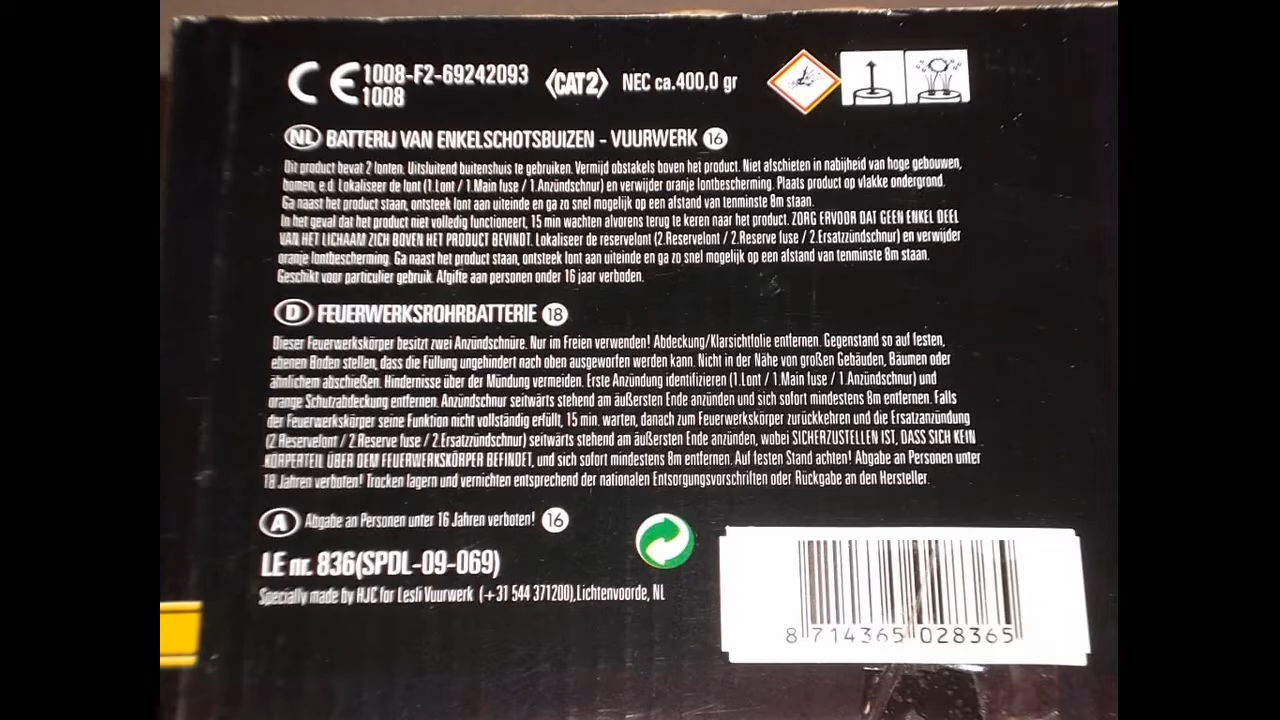 CE 1008-F2-69242093
1008
CAT2
NEC ca.400,0 gr
NL BATTERIJ VAN ENKELSCHOTSBUIZEN - VUURWERK 16
Dit product bevat 2 lonten. Uitsluitend buitenshuis te gebruiken. Vermijd obstakels boven het product. Niet afschieten in nabijheid van hoge gebouwen,
bomen, e.d. Lokaliseer de lont (1.Lont / 1.Main fuse / 1.Anzündschnur) en verwijder oranje lontbescherming. Plaats product op vlakke ondergrond.
Ga naast het product staan, ontsteek lont aan uiteinde en ga zo snel mogelijk op een afstand van tenminste 8m staan.
In het geval dat het product niet volledig functioneert, 15 min wachten alvorens terug te keren naar het product. ZORG ERVOOR DAT GEEN ENKEL DEEL
VAN HET LICHAAM ZICH BOVEN HET PRODUCT BEVINDT. Lokaliseer de reservelont (2.Reservelont / 2.Reserve fuse / 2.Ersatzzündschnur) en verwijder
oranje lontbescherming. Ga naast het product staan, ontsteek lont aan uiteinde en ga zo snel mogelijk op een afstand van tenminste 8m staan.
Geschikt voor particulier gebruik. Afgifte aan personen onder 16 jaar verboden.
D FEUERWERKSROHRBATTERIE 18
Dieser Feuerwerkskörper besitzt zwei Anzündschnüre. Nur im Freien verwenden! Abdeckung/Klarsichtfolie entfernen. Gegenstand so auf festen,
ebenen Boden stellen, dass die Füllung ungehindert nach oben ausgeworfen werden kann. Nicht in der Nähe von großen Gebäuden, Bäumen oder
ähnlichem abschießen. Hindernisse über der Mündung vermeiden. Erste Anzündung identifizieren (1.Lont / 1.Main fuse / 1.Anzündschnur) und
orange Schutzabdeckung entfernen. Anzündschnur seitwärts stehend am äußersten Ende anzünden und sich sofort mindestens 8m entfernen. Falls
der Feuerwerkskörper seine Funktion nicht vollständig erfüllt, 15 min. warten, danach zum Feuerwerkskörper zurückkehren und die Ersatzanzündung
(2.Reservelont / 2.Reserve fuse / 2.Ersatzzündschnur) seitwärts stehend am äußersten Ende anzünden, wobei SICHERZUSTELLEN IST, DASS SICH KEIN
KÖRPERTEIL ÜBER DEM FEUERWERKSKÖRPER BEFINDET, und sich sofort mindestens 8m entfernen. Auf festen Stand achten! Abgabe an Personen unter
18 Jahren verboten! Trocken lagern und vernichten entsprechend der nationalen Entsorgungsvorschriften oder Rückgabe an den Hersteller.
A Abgabe an Personen unter 16 Jahren verboten! 16
LE nr. 836(SPDL-09-069)
Specially made by HJC for Lesli Vuurwerk (+31 544 371200),Lichtenvoorde, NL
8 714365 028365